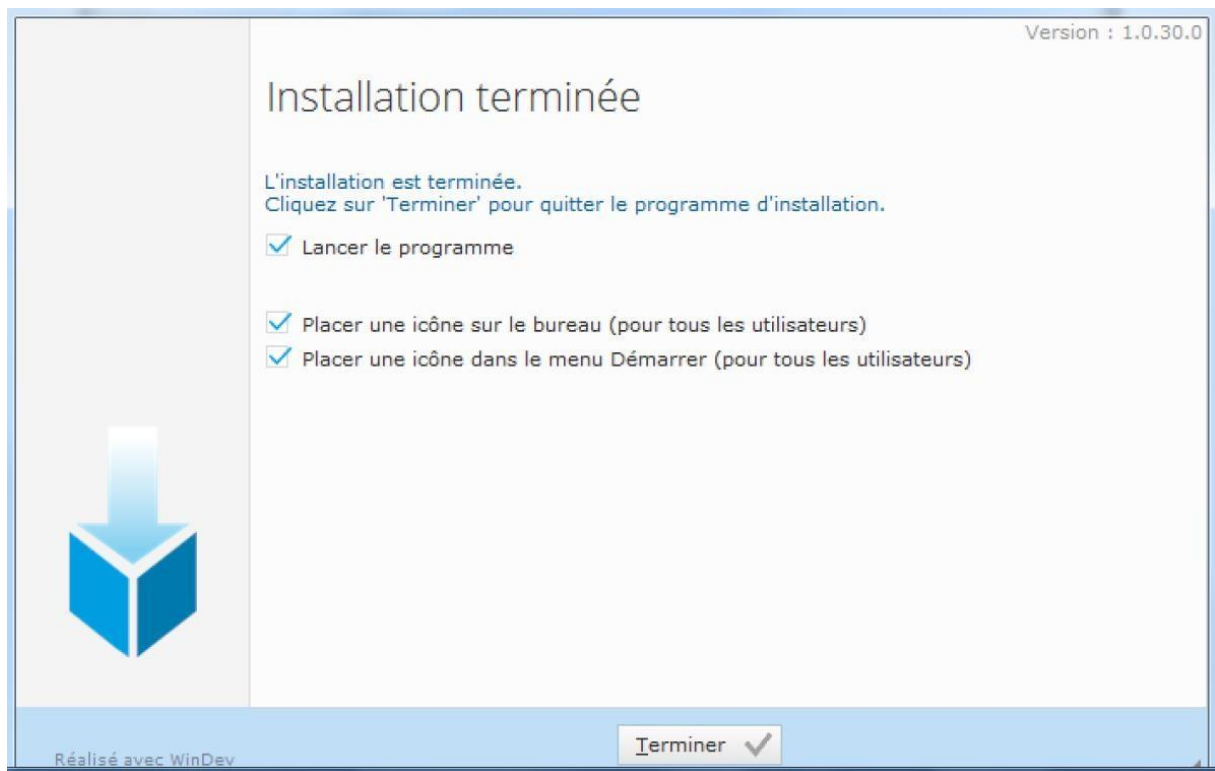 Version : 1.0.30.0
Installation terminée
L'installation est terminée.
Cliquez sur 'Terminer' pour quitter le programme d'installation.
Lancer le programme
Placer une icône sur le bureau (pour tous les utilisateurs)
Placer une icône dans le menu Démarrer (pour tous les utilisateurs)
Terminer
Réalisé avec WinDev